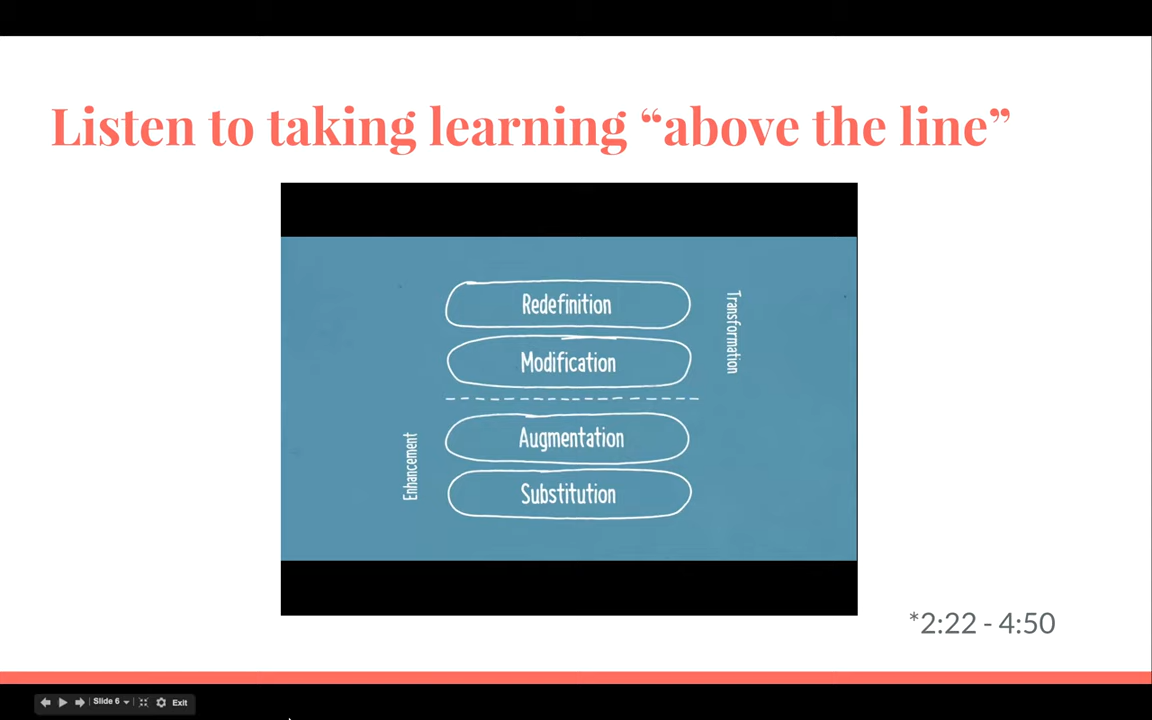 Listen to taking learning “above the line”
Redefinition
Transformation
Modification
Augmentation
Enhancement
Substitution
*2:22 - 4:50
Slide 6
Exit